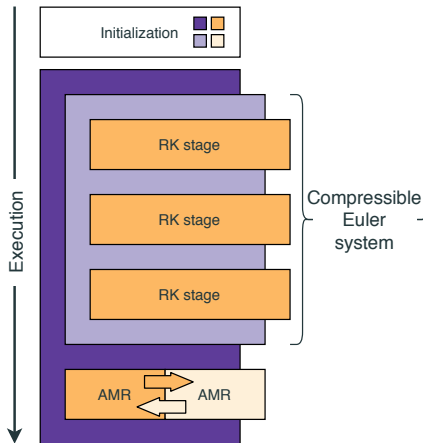 Initialization
Execution
RK stage
RK stage
RK stage
Compressible
Euler
system
AMR
AMR